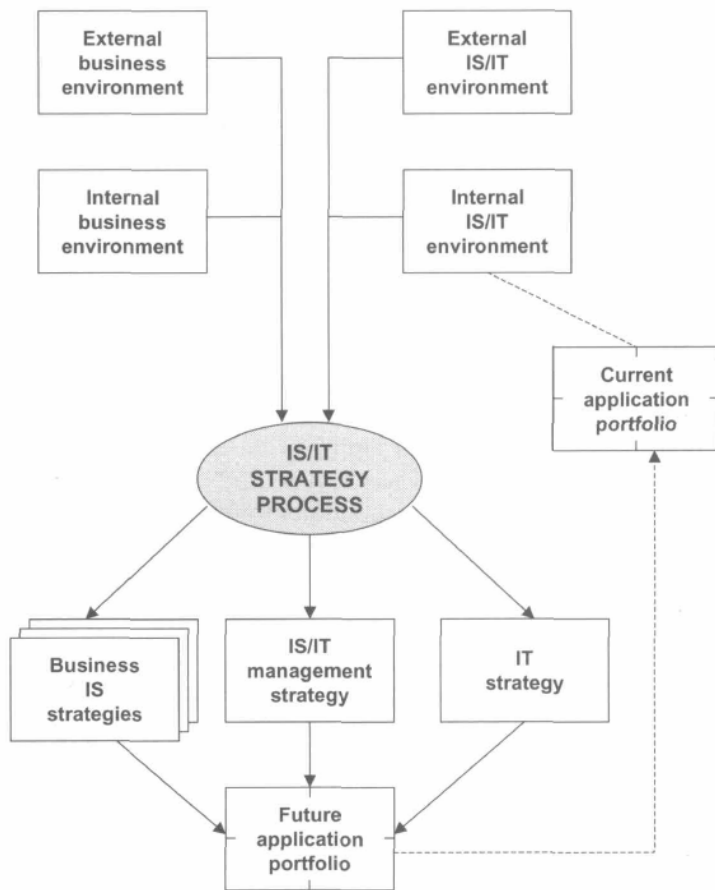 External
business
environment
External
IS/IT
environment
Internal
business
environment
Internal
IS/IT
environment
Current
application
portfolio
IS/IT
STRATEGY
PROCESS
Business
IS
strategies
IS/IT
management
strategy
IT
strategy
Future
application
portfolio